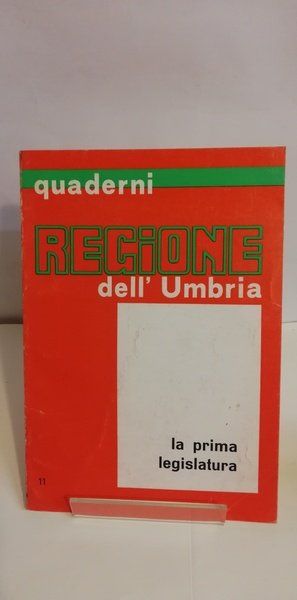 quaderni
REGiONE
dell' Umbria
la prima
legislatura
11